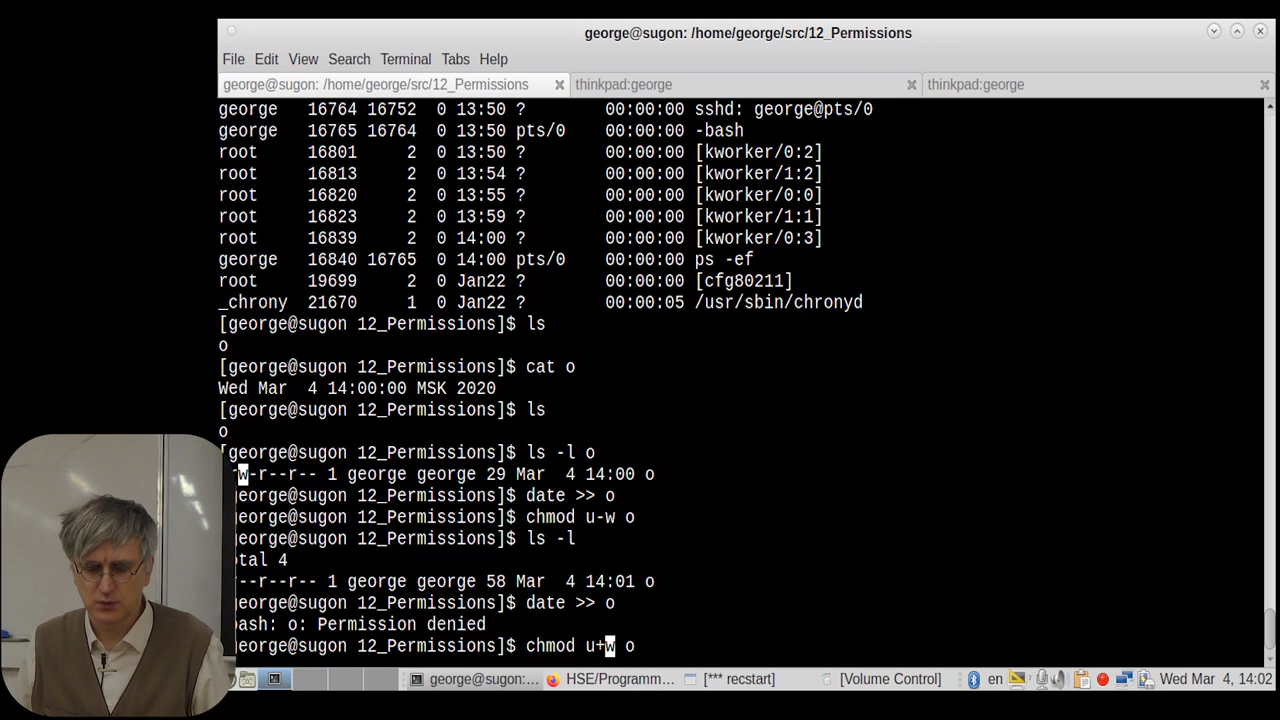 george@sugon: /home/george/src/12_Permissions
File Edit View Search Terminal Tabs Help
george@sugon: /home/george/src/12_Permissions thinkpad:george thinkpad:george
george 16764 16752 0 13:50 ? 00:00:00 sshd: george@pts/0
george 16765 16764 0 13:50 pts/0 00:00:00 -bash
root 16801 2 0 13:50 ? 00:00:00 [kworker/0:2]
root 16813 2 0 13:54 ? 00:00:00 [kworker/1:2]
root 16820 2 0 13:55 ? 00:00:00 [kworker/0:0]
root 16823 2 0 13:59 ? 00:00:00 [kworker/1:1]
root 16839 2 0 14:00 ? 00:00:00 [kworker/0:3]
george 16840 16765 0 14:00 pts/0 00:00:00 ps -ef
root 19699 2 0 Jan22 ? 00:00:00 [cfg80211]
_chrony 21670 1 0 Jan22 ? 00:00:05 /usr/sbin/chronyd
[george@sugon 12_Permissions]$ ls
o
[george@sugon 12_Permissions]$ cat o
Wed Mar  4 14:00:00 MSK 2020
[george@sugon 12_Permissions]$ ls
o
[george@sugon 12_Permissions]$ ls -l o
rw-r--r-- 1 george george 29 Mar  4 14:00 o
george@sugon 12_Permissions]$ date >> o
george@sugon 12_Permissions]$ chmod u-w o
george@sugon 12_Permissions]$ ls -l
otal 4
r--r--r-- 1 george george 58 Mar  4 14:01 o
george@sugon 12_Permissions]$ date >> o
bash: o: Permission denied
george@sugon 12_Permissions]$ chmod u+w o
george@sugon:... HSE/Programm... [*** recstart] [Volume Control] en Wed Mar 4, 14:02